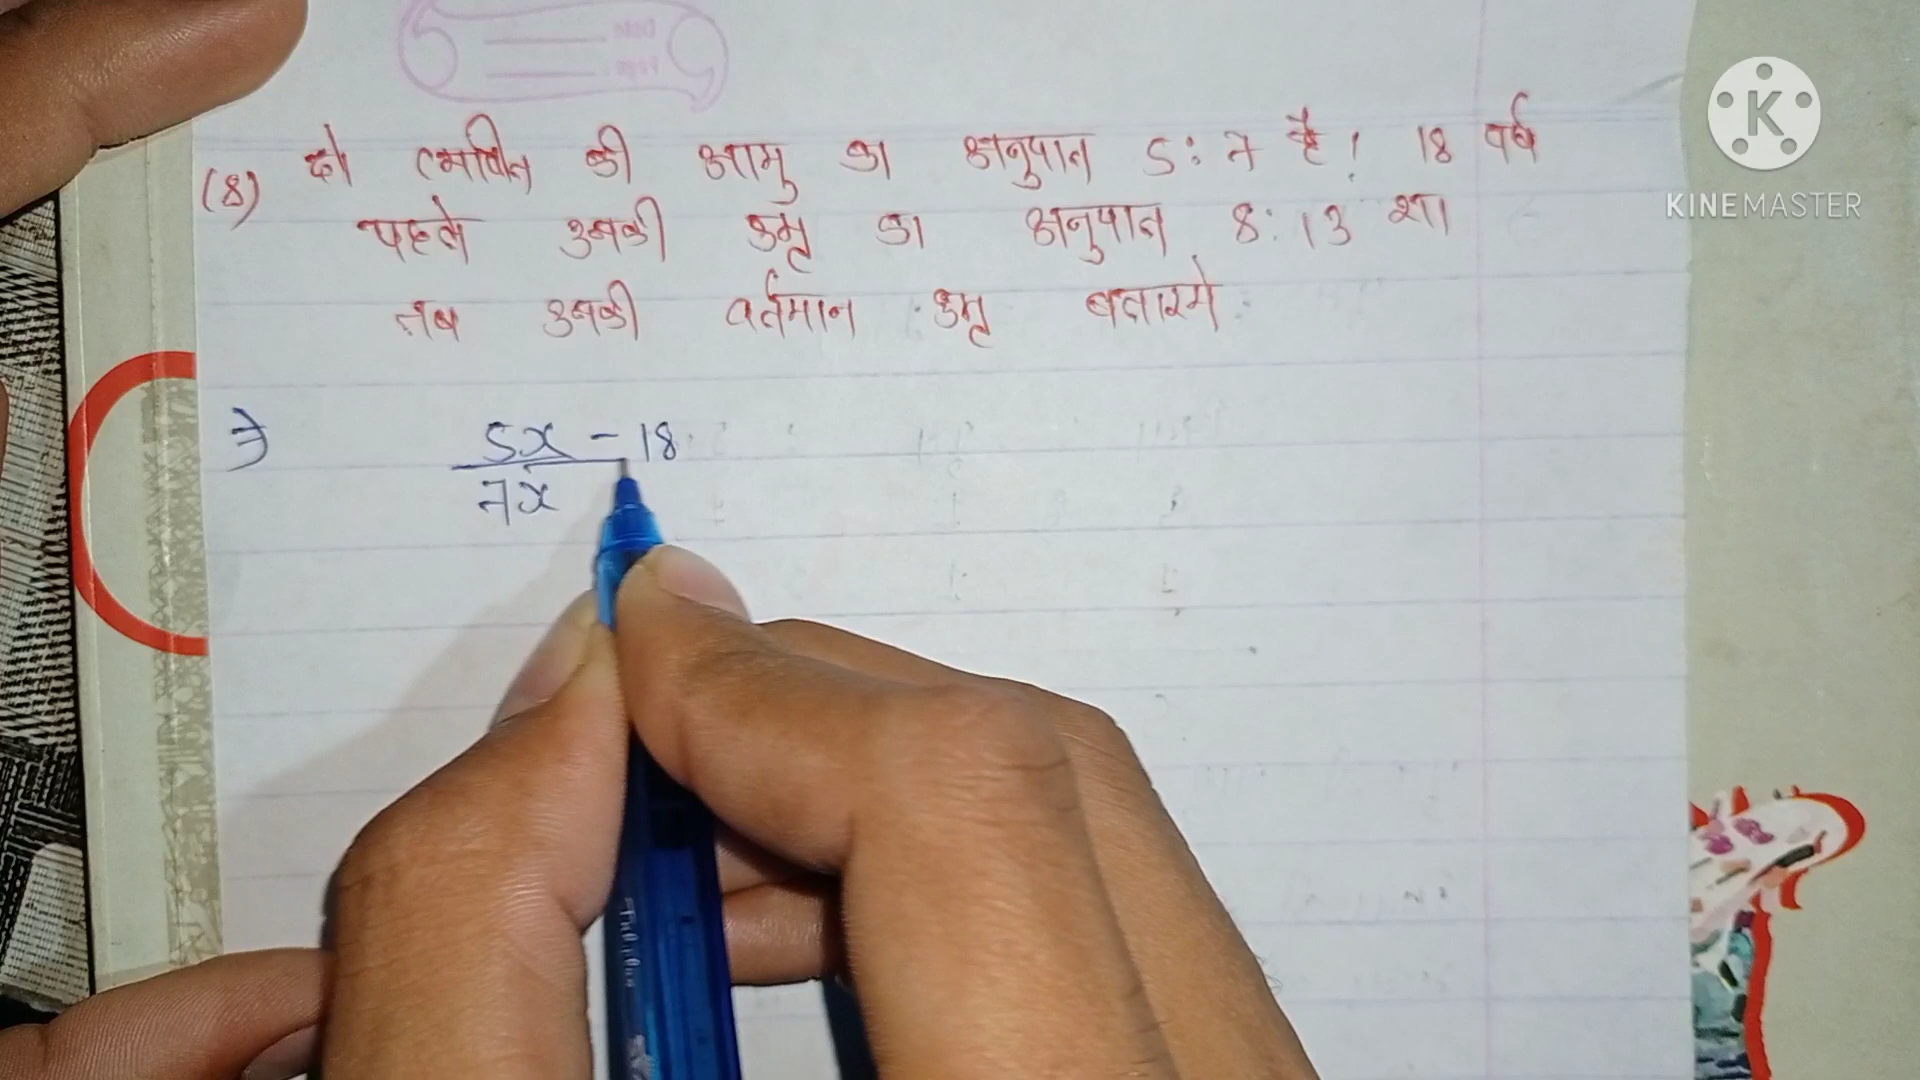 (8) दो व्यक्ति की आयु का अनुपात 5:7 है! 18 वर्ष
पहले उनकी उम्र का अनुपात 8:13 था
तब उनकी वर्तमान उम्र बताइये
5x - 18
7x
KINEMASTER